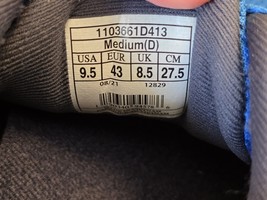 1103661D413
Medium(D)
USA EUR UK CM
9.5 43 8.5 27.5
08/21 12829